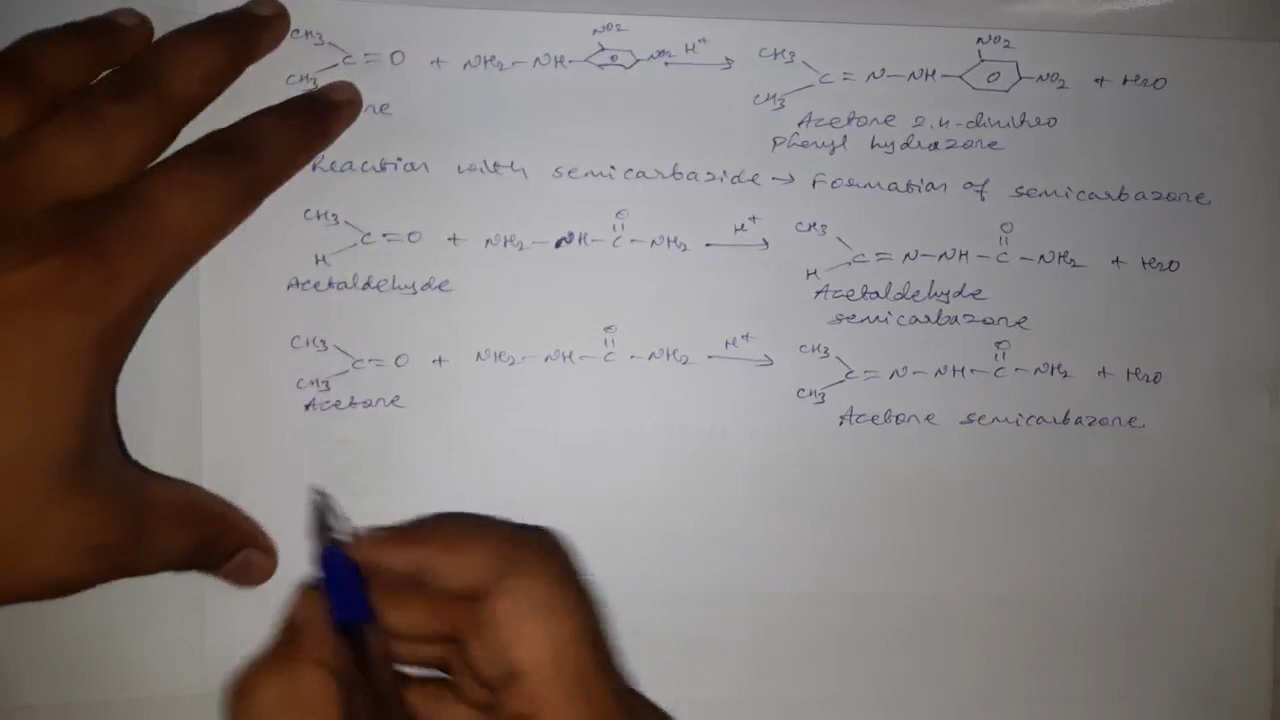 CH3 CH3 C=O + NH2-NH- NO2 NO2 H+ → CH3 CH3 C=N-NH- NO2 NO2 + H2O
ne
Acetone 2,4-dinitro
phenyl hydrazone
Reaction with semicarbazide → Formation of semicarbazone
CH3 H C=O + NH2-NH-C(=O)-NH2 H+ → CH3 H C=N-NH-C(=O)-NH2 + H2O
Acetaldehyde
Acetaldehyde
semicarbazone
CH3 CH3 C=O + NH2-NH-C(=O)-NH2 H+ → CH3 CH3 C=N-NH-C(=O)-NH2 + H2O
Acetone
Acetone semicarbazone